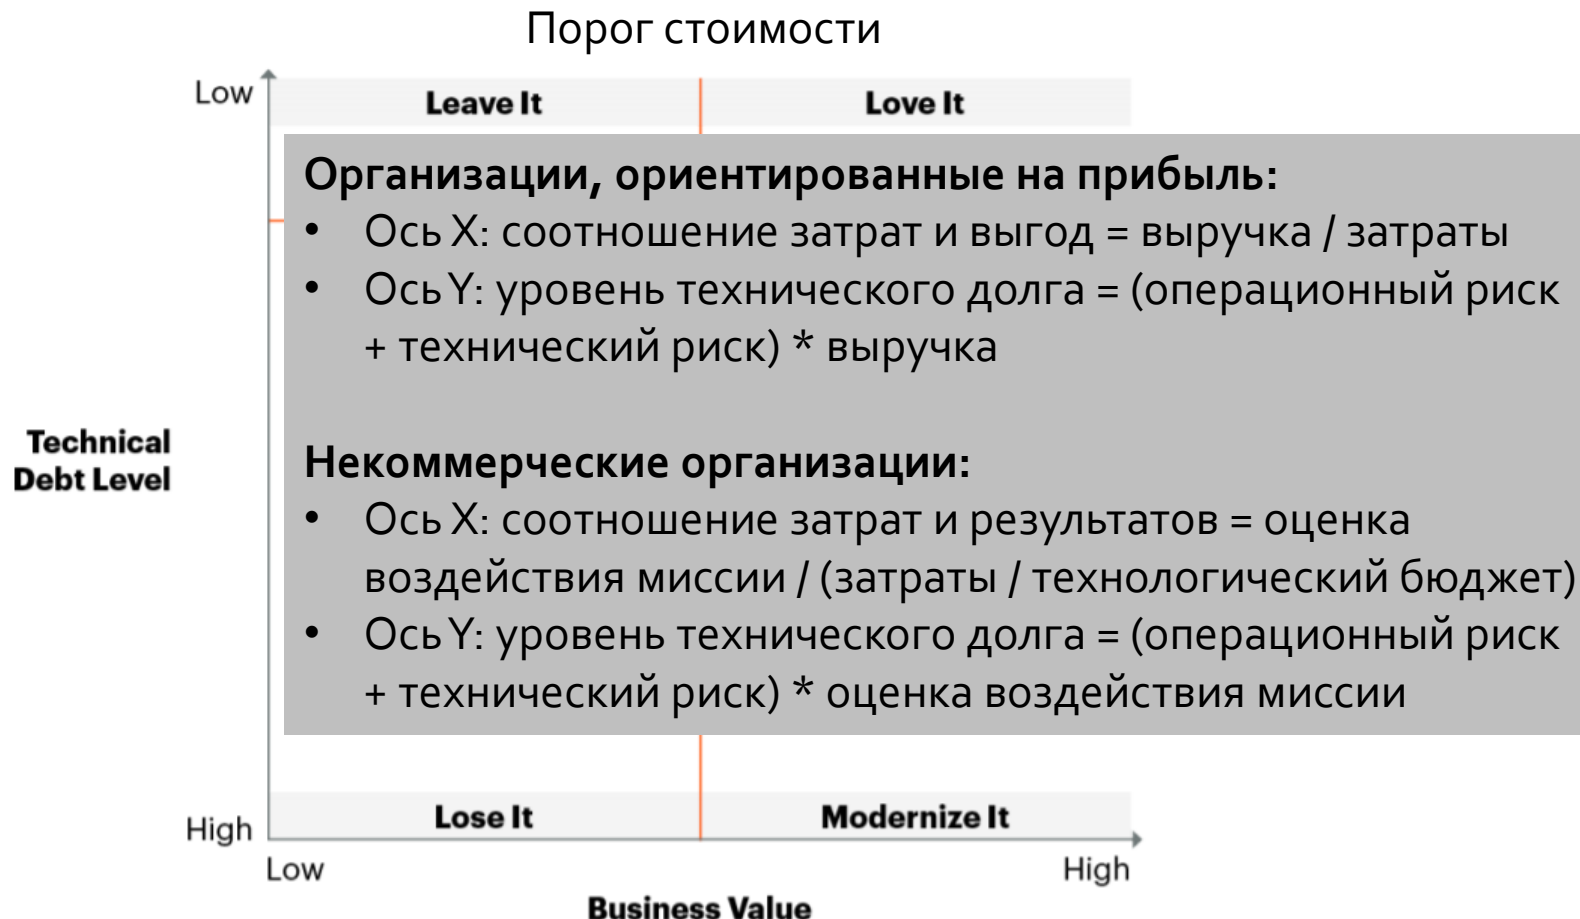 Порог стоимости
Low
Leave It
Love It
Организации, ориентированные на прибыль:
• Ось X: соотношение затрат и выгод = выручка / затраты
• Ось Y: уровень технического долга = (операционный риск
+ технический риск) * выручка
Technical
Debt Level
Некоммерческие организации:
• Ось X: соотношение затрат и результатов = оценка
воздействия миссии / (затраты / технологический бюджет)
• Ось Y: уровень технического долга = (операционный риск
+ технический риск) * оценка воздействия миссии
Lose It
Modernize It
High
Low
High
Business Value